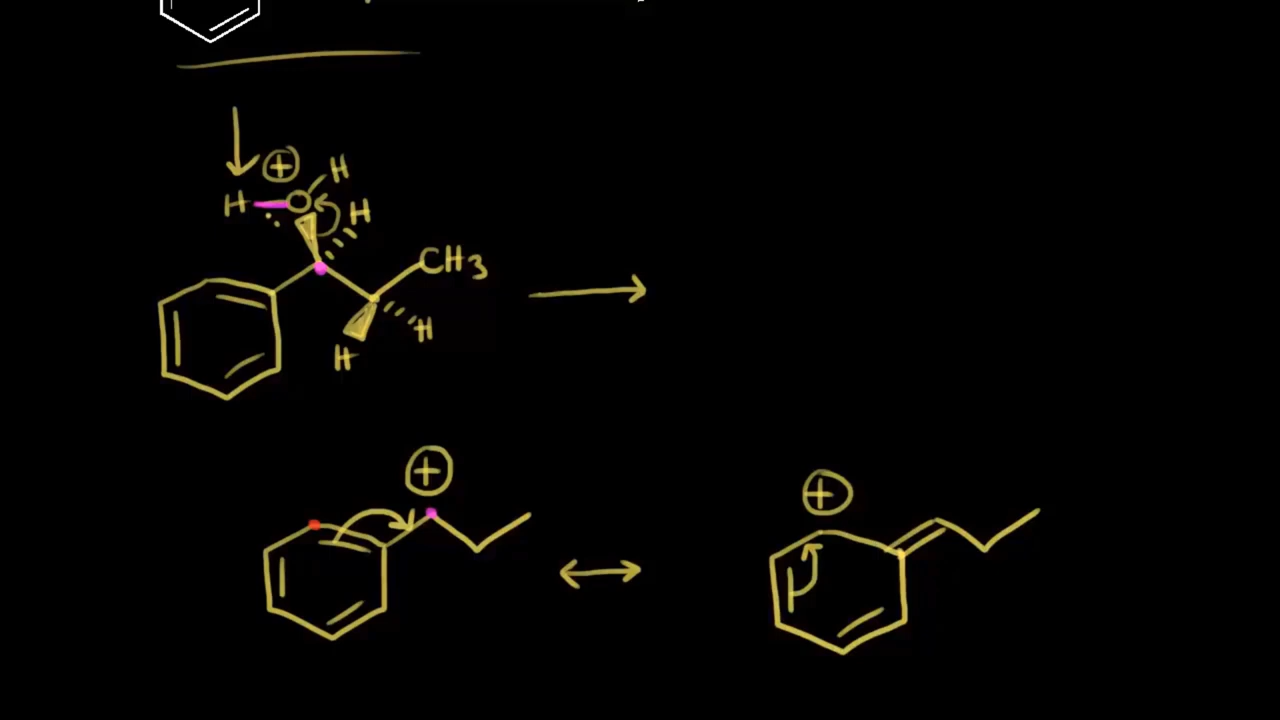 + H
H O H
CH3
H H
+ +